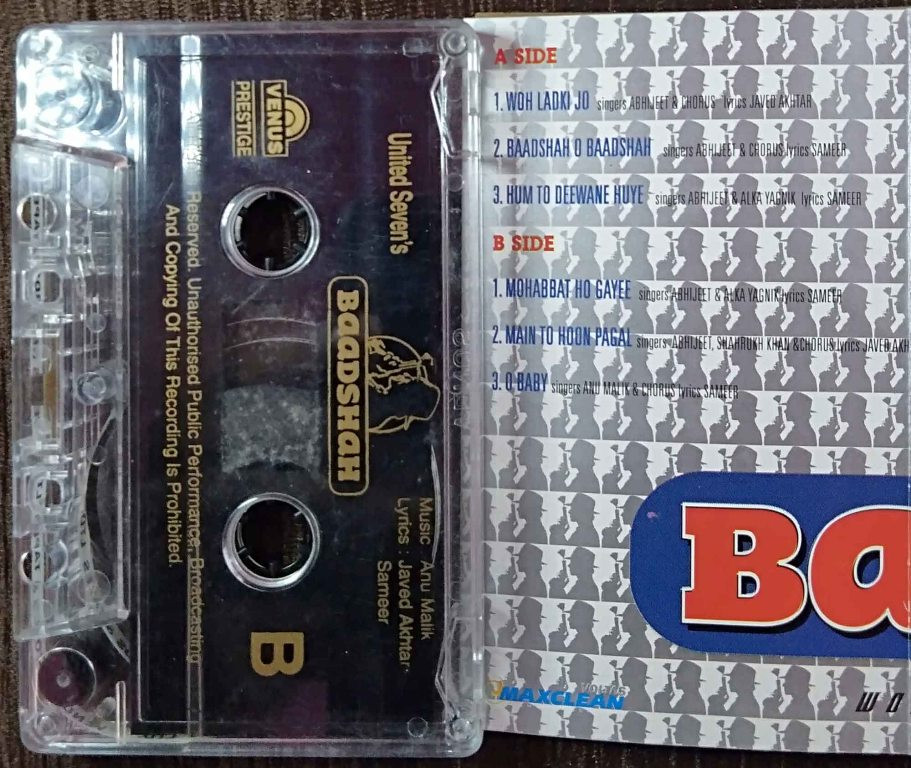 VENUS
PRESTIGE
United Seven's
BaaDSHaH
Music Anu Malik
Lyrics : Javed Akhtar
Sameer
Reserved. Unauthorised Public Performance, Broadcasting
And Copying Of This Recording Is Prohibited.
B
A SIDE
1. WOH LADKI JO singers ABHIJEET & CHORUS lyrics JAVED AKHTAR
2. BAADSHAH O BAADSHAH singers ABHIJEET & CHORUS lyrics SAMEER
3. HUM TO DEEWANE HUYE singers ABHIJEET & ALKA YAGNIK lyrics SAMEER
B SIDE
1. MOHABBAT HO GAYEE singers ABHIJEET & ALKA YAGNIK lyrics SAMEER
2. MAIN TO HOON PAGAL singers ABHIJEET, SHAHRUKH KHAN & CHORUS lyrics JAVED AKH
3. O BABY singers ANU MALIK & CHORUS lyrics SAMEER
Ba
MAXCLEAN